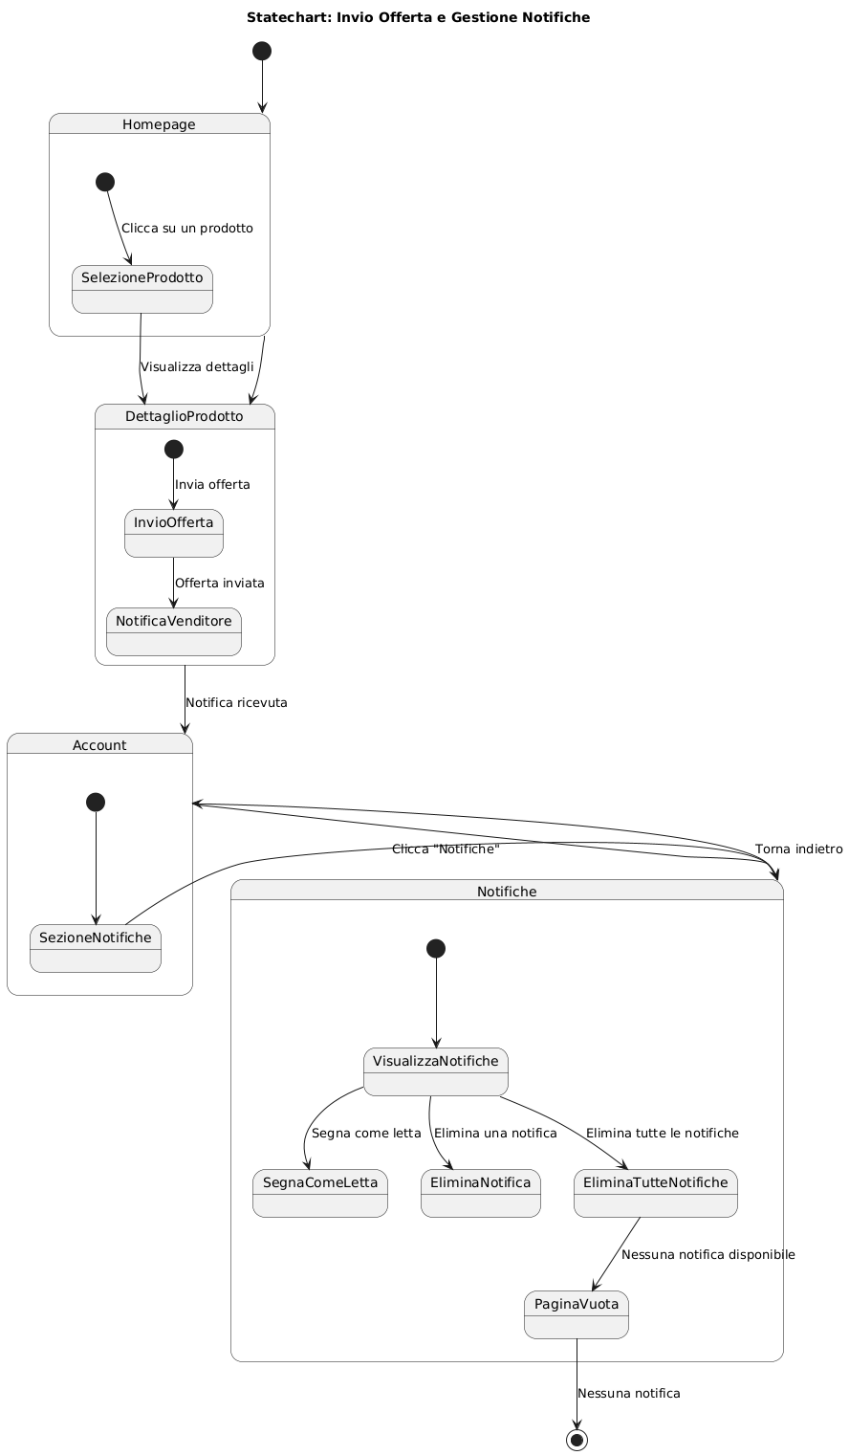 Statechart: Invio Offerta e Gestione Notifiche
Homepage
Clicca su un prodotto
SelezioneProdotto
Visualizza dettagli
DettaglioProdotto
Invia offerta
InvioOfferta
Offerta inviata
NotificaVenditore
Notifica ricevuta
Account
Clicca "Notifiche"
Torna indietro
Notifiche
SezioneNotifiche
VisualizzaNotifiche
Segna come letta
Elimina una notifica
Elimina tutte le notifiche
SegnaComeLetta
EliminaNotifica
EliminaTutteNotifiche
Nessuna notifica disponibile
PaginaVuota
Nessuna notifica